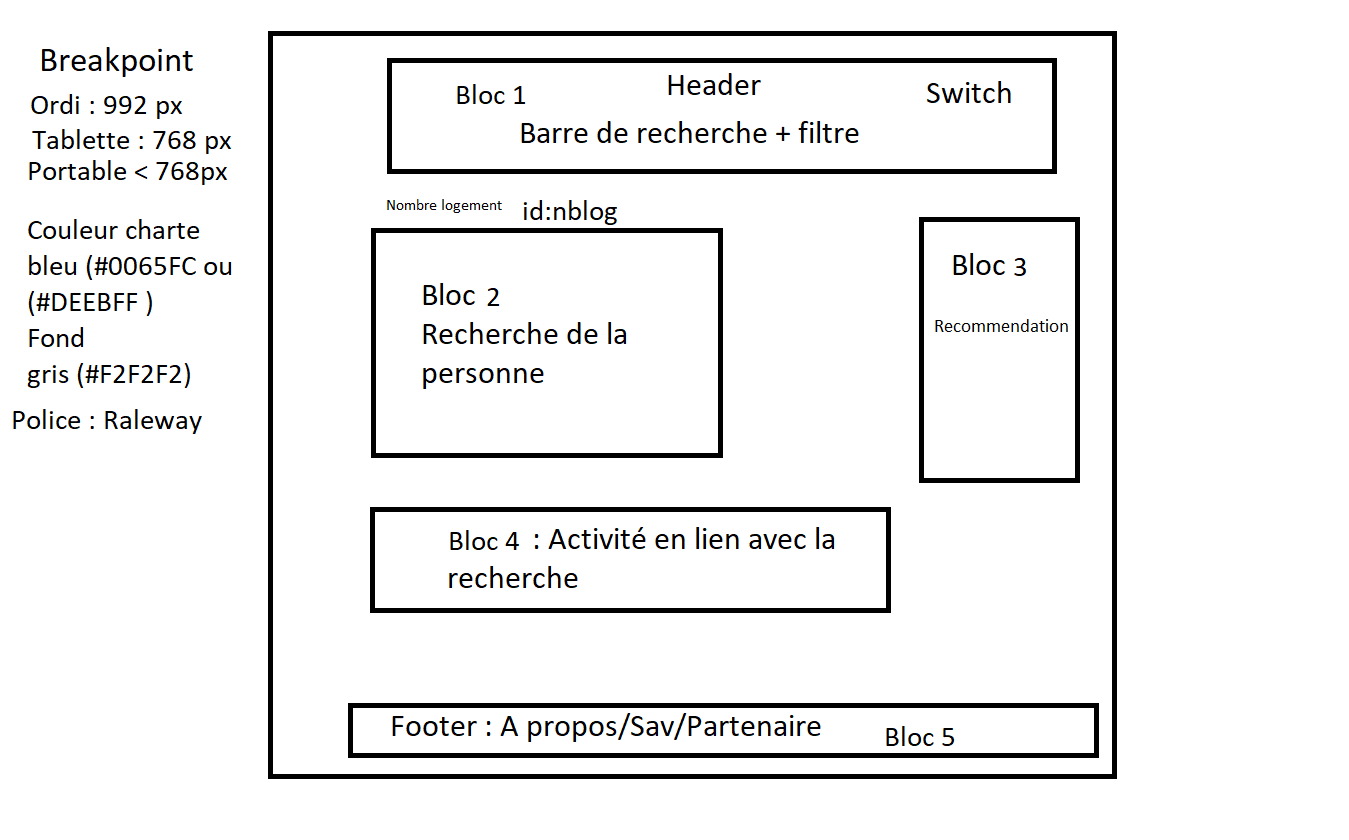 Breakpoint
Ordi : 992 px
Tablette : 768 px
Portable < 768px
Couleur charte
bleu (#0065FC ou
(#DEEBFF )
Fond
gris (#F2F2F2)
Police : Raleway
Bloc 1
Header
Switch
Barre de recherche + filtre
Nombre logement
id:nblog
Bloc 2
Recherche de la
personne
Bloc 3
Recommendation
Bloc 4 : Activité en lien avec la
recherche
Footer : A propos/Sav/Partenaire
Bloc 5